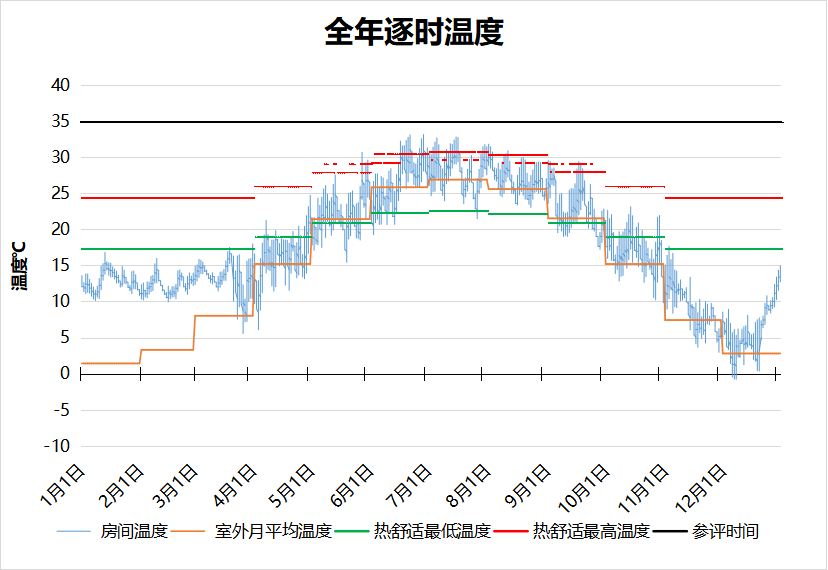 全年逐时温度
40
35
30
25
20
15
10
5
0
-5
-10
温度℃
1月1日
2月1日
3月1日
4月1日
5月1日
6月1日
7月1日
8月1日
9月1日
10月1日
11月1日
12月1日
房间温度 室外月平均温度 热舒适最低温度 热舒适最高温度 参评时间